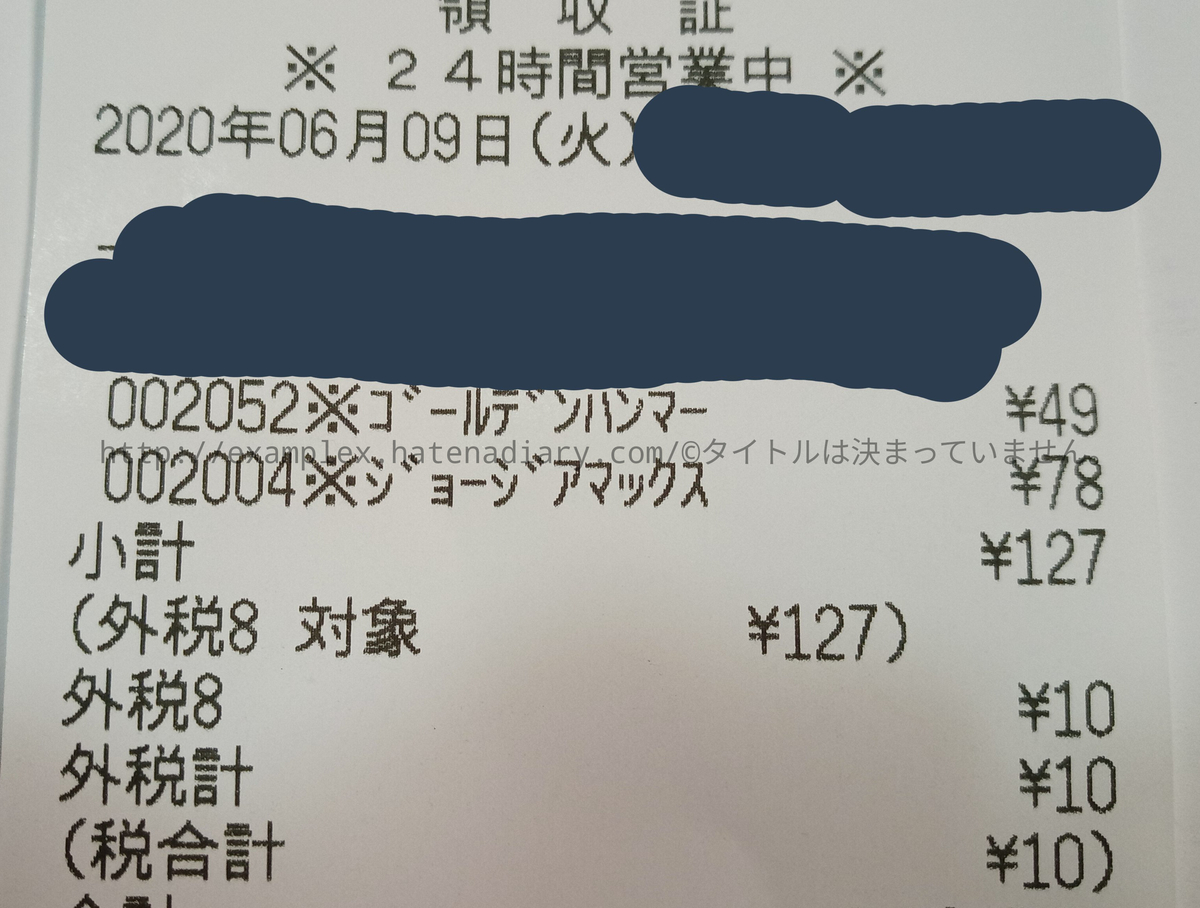 領 収 証
※ 24時間営業中 ※
2020年06月09日(火)
002052※ゴールデンハンマー ¥49
http://examplex.hatenadiary.com/©タイトルは決まっていません。
002004※ジョージアマックス ¥78
小計 ¥127
(外税8 対象 ¥127)
外税8 ¥10
外税計 ¥10
(税合計 ¥10)